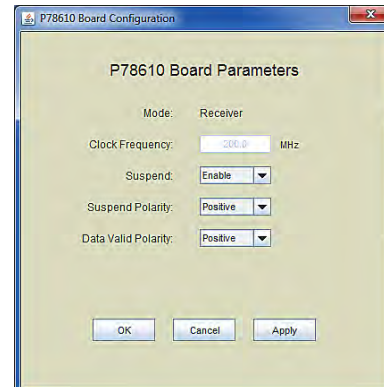 P78610 Board Configuration
P78610 Board Parameters
Mode: Receiver
Clock Frequency: 200.0 MHz
Suspend: Enable
Suspend Polarity: Positive
Data Valid Polarity: Positive
OK Cancel Apply